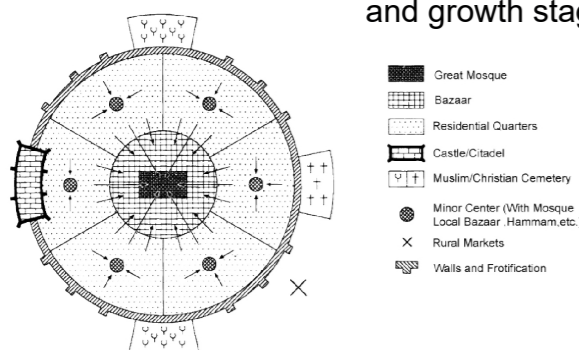 and growth stag
Great Mosque
Bazaar
Residential Quarters
Castle/Citadel
Muslim/Christian Cemetery
Minor Center (With Mosque
Local Bazaar ,Hammam,etc.
Rural Markets
Walls and Frotification